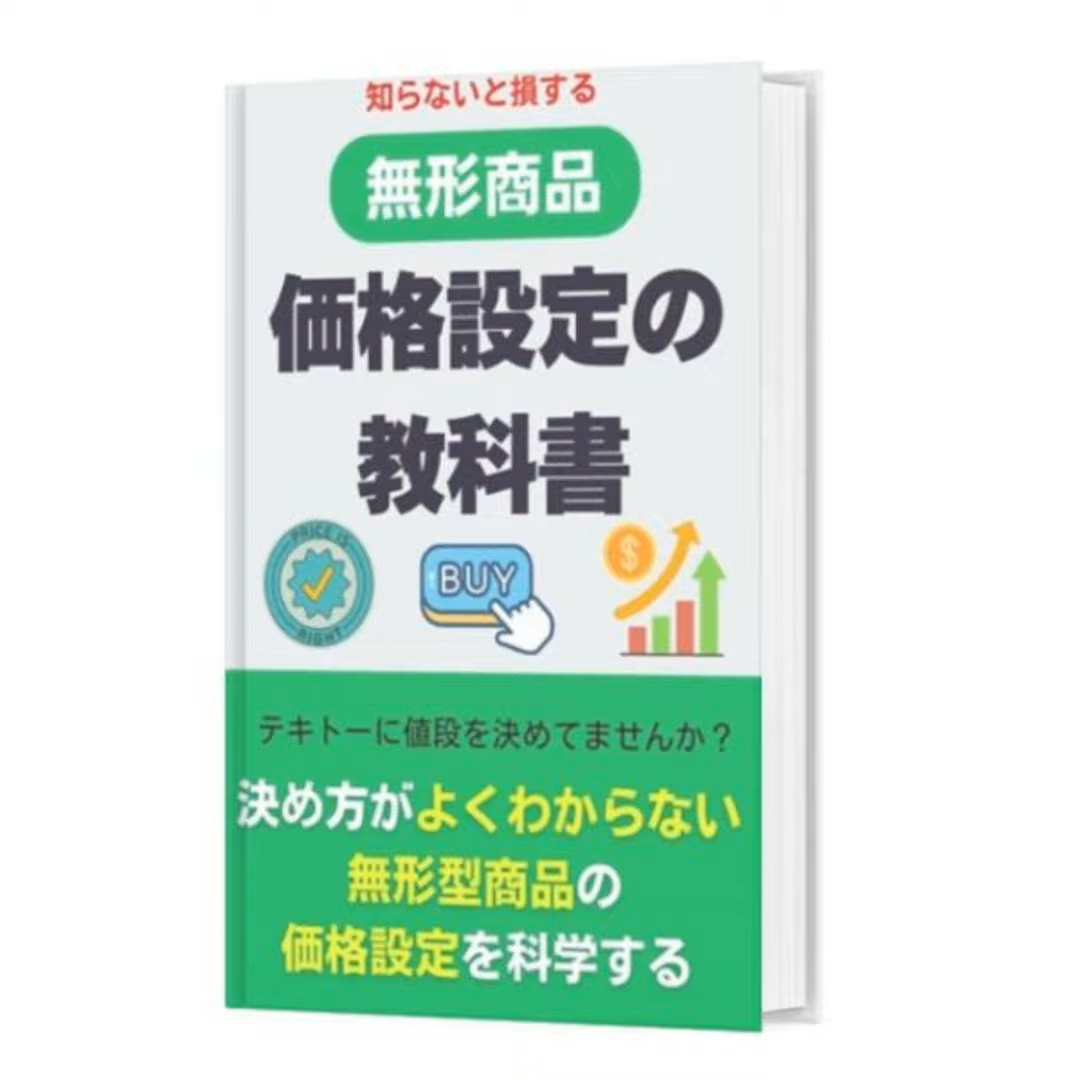 知らないと損する
無形商品
価格設定の
教科書
PRICE IS
RIGHT
BUY
$
テキトーに値段を決めてませんか？
決め方がよくわからない
無形型商品の
価格設定を科学する